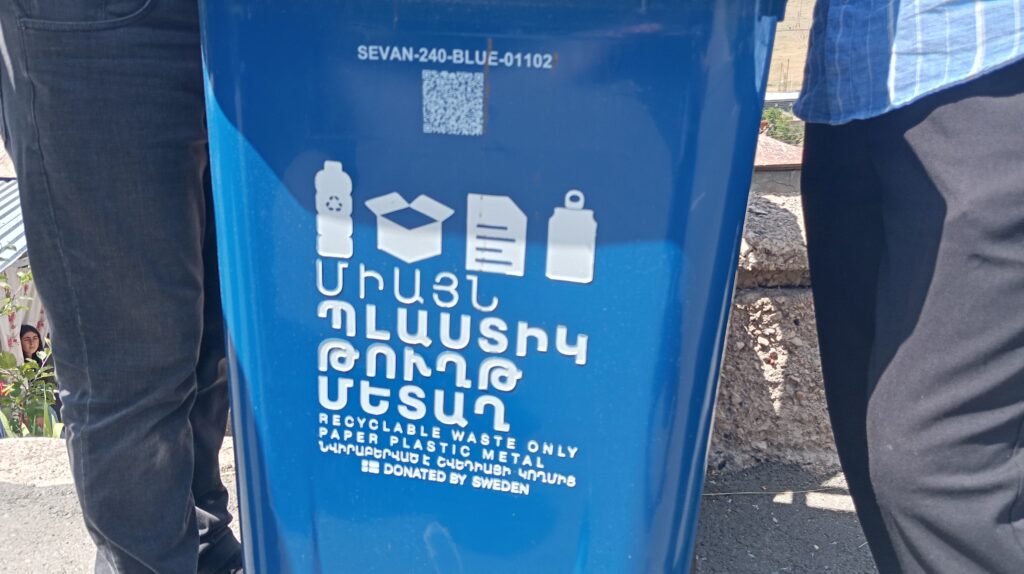 SEVAN-240-BLUE-01102
ՄԻԱՅՆ
ՊԼԱՍՏԻԿ
ԹՈՒՂԹ
ՄԵՏԱՂ
RECYCLABLE WASTE ONLY
PAPER PLASTIC METAL
ՆՎԻՐԱԲԵՐՎԱԾ Է ՇՎԵԴԻԱՅԻ ԿՈՂՄԻՑ
DONATED BY SWEDEN